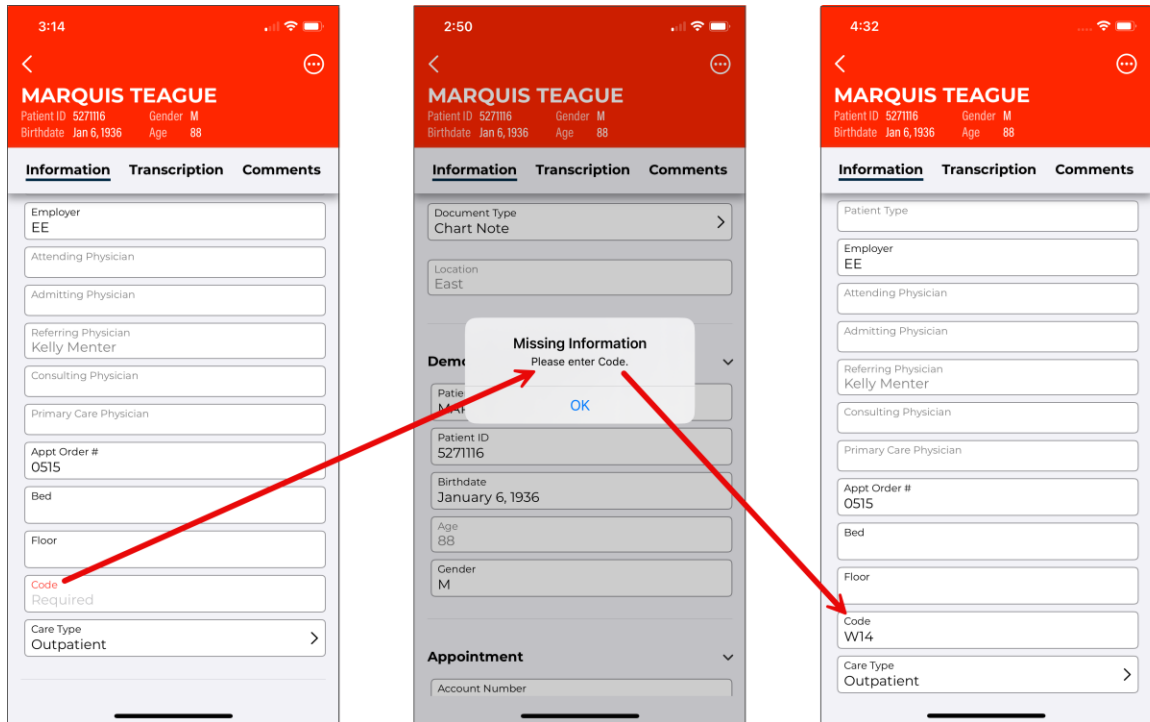 3:14
MARQUIS TEAGUE
Patient ID 5271116 Gender M
Birthdate Jan 6, 1936 Age 88
Information Transcription Comments
Employer
EE
Attending Physician
Admitting Physician
Referring Physician
Kelly Menter
Consulting Physician
Primary Care Physician
Appt Order #
0515
Bed
Floor
Code
Required
Care Type
Outpatient
2:50
MARQUIS TEAGUE
Patient ID 5271116 Gender M
Birthdate Jan 6, 1936 Age 88
Information Transcription Comments
Document Type
Chart Note
Location
East
Missing Information
Please enter Code.
OK
Patient ID
5271116
Birthdate
January 6, 1936
Age
88
Gender
M
Appointment
Account Number
4:32
MARQUIS TEAGUE
Patient ID 5271116 Gender M
Birthdate Jan 6, 1936 Age 88
Information Transcription Comments
Patient Type
Employer
EE
Attending Physician
Admitting Physician
Referring Physician
Kelly Menter
Consulting Physician
Primary Care Physician
Appt Order #
0515
Bed
Floor
Code
W14
Care Type
Outpatient